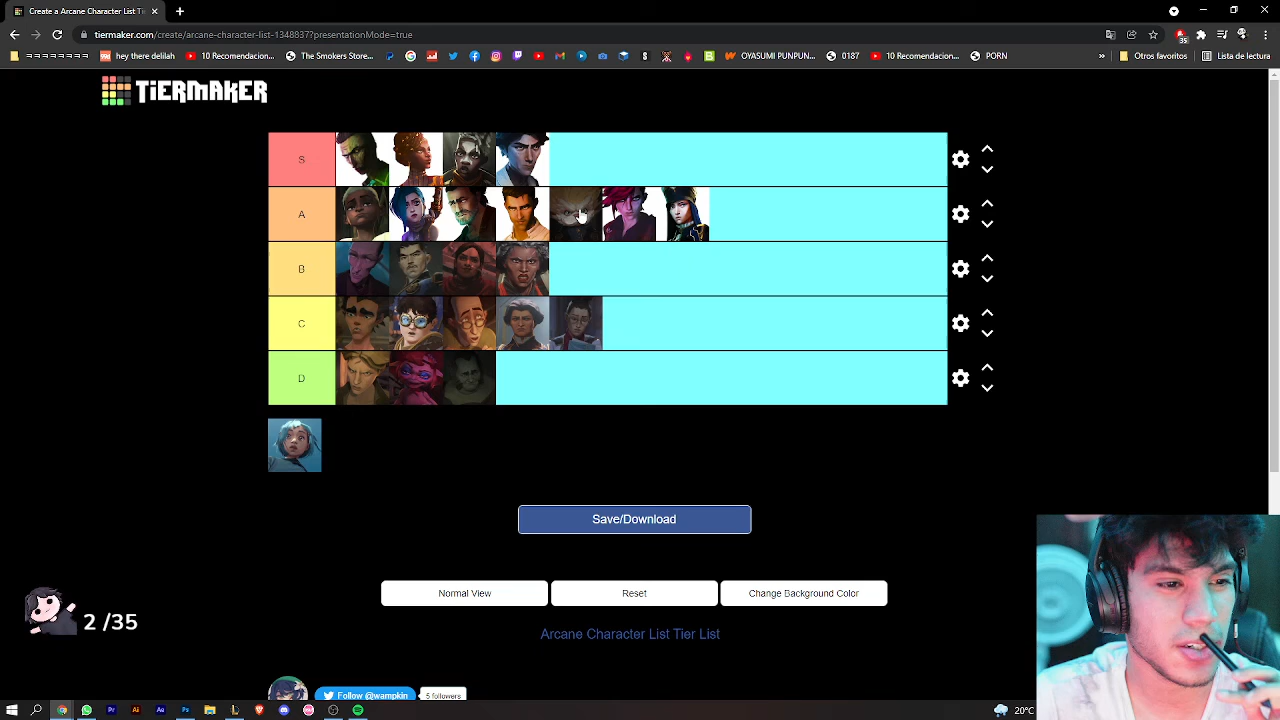 Create a Arcane Character List Tie
tiermaker.com/create/arcane-character-list-1348837?presentationMode=true
35
hey there delilah
10 Recomendacion...
The Smokers Store...
OYASUMI PUNPUN...
0187
10 Recomendacion...
PORN
Otros favoritos
Lista de lectura
TIERMAKER
S
A
B
C
D
Save/Download
Normal View
Reset
Change Background Color
Arcane Character List Tier List
2 /35
Follow @wampkin
5 followers
20°C